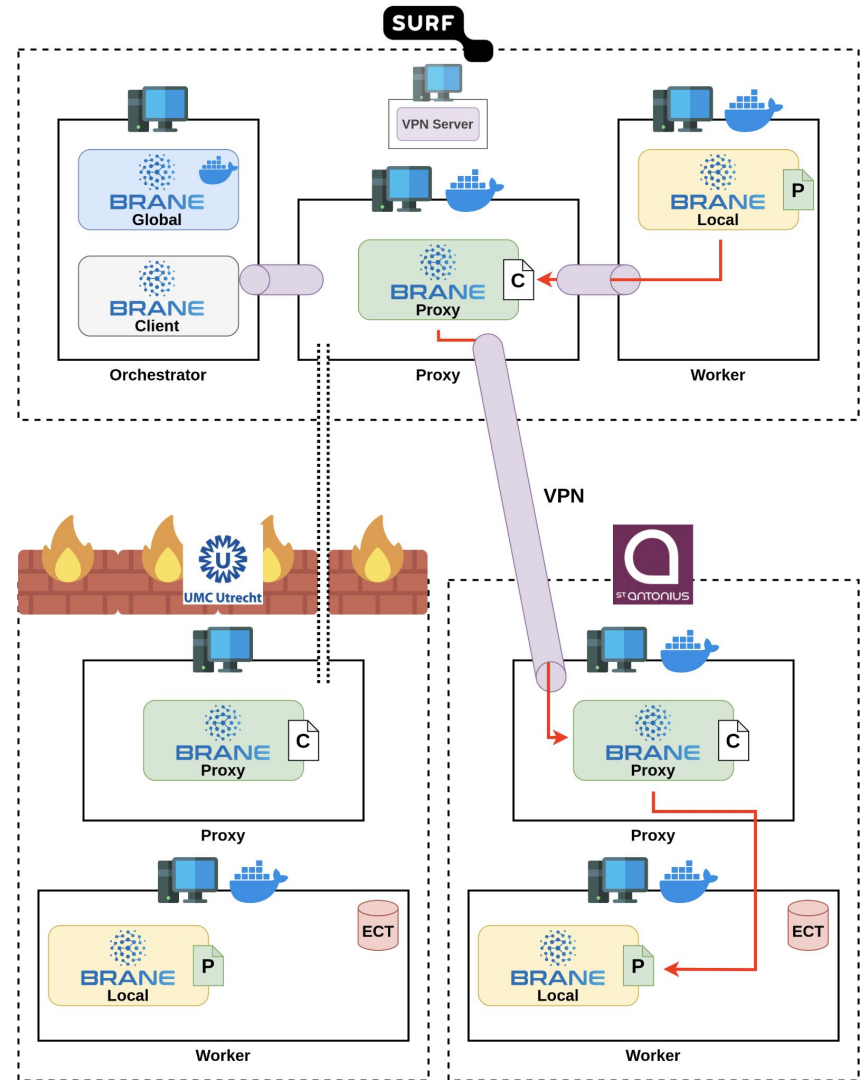 SURF
VPN Server
BRANE
Global
BRANE
Client
Orchestrator
BRANE
Proxy
C
Proxy
BRANE
Local
P
Worker
VPN
U
UMC Utrecht
ST ANTONIUS
BRANE
Proxy
C
Proxy
BRANE
Proxy
C
Proxy
ECT
BRANE
Local
P
Worker
ECT
BRANE
Local
P
Worker